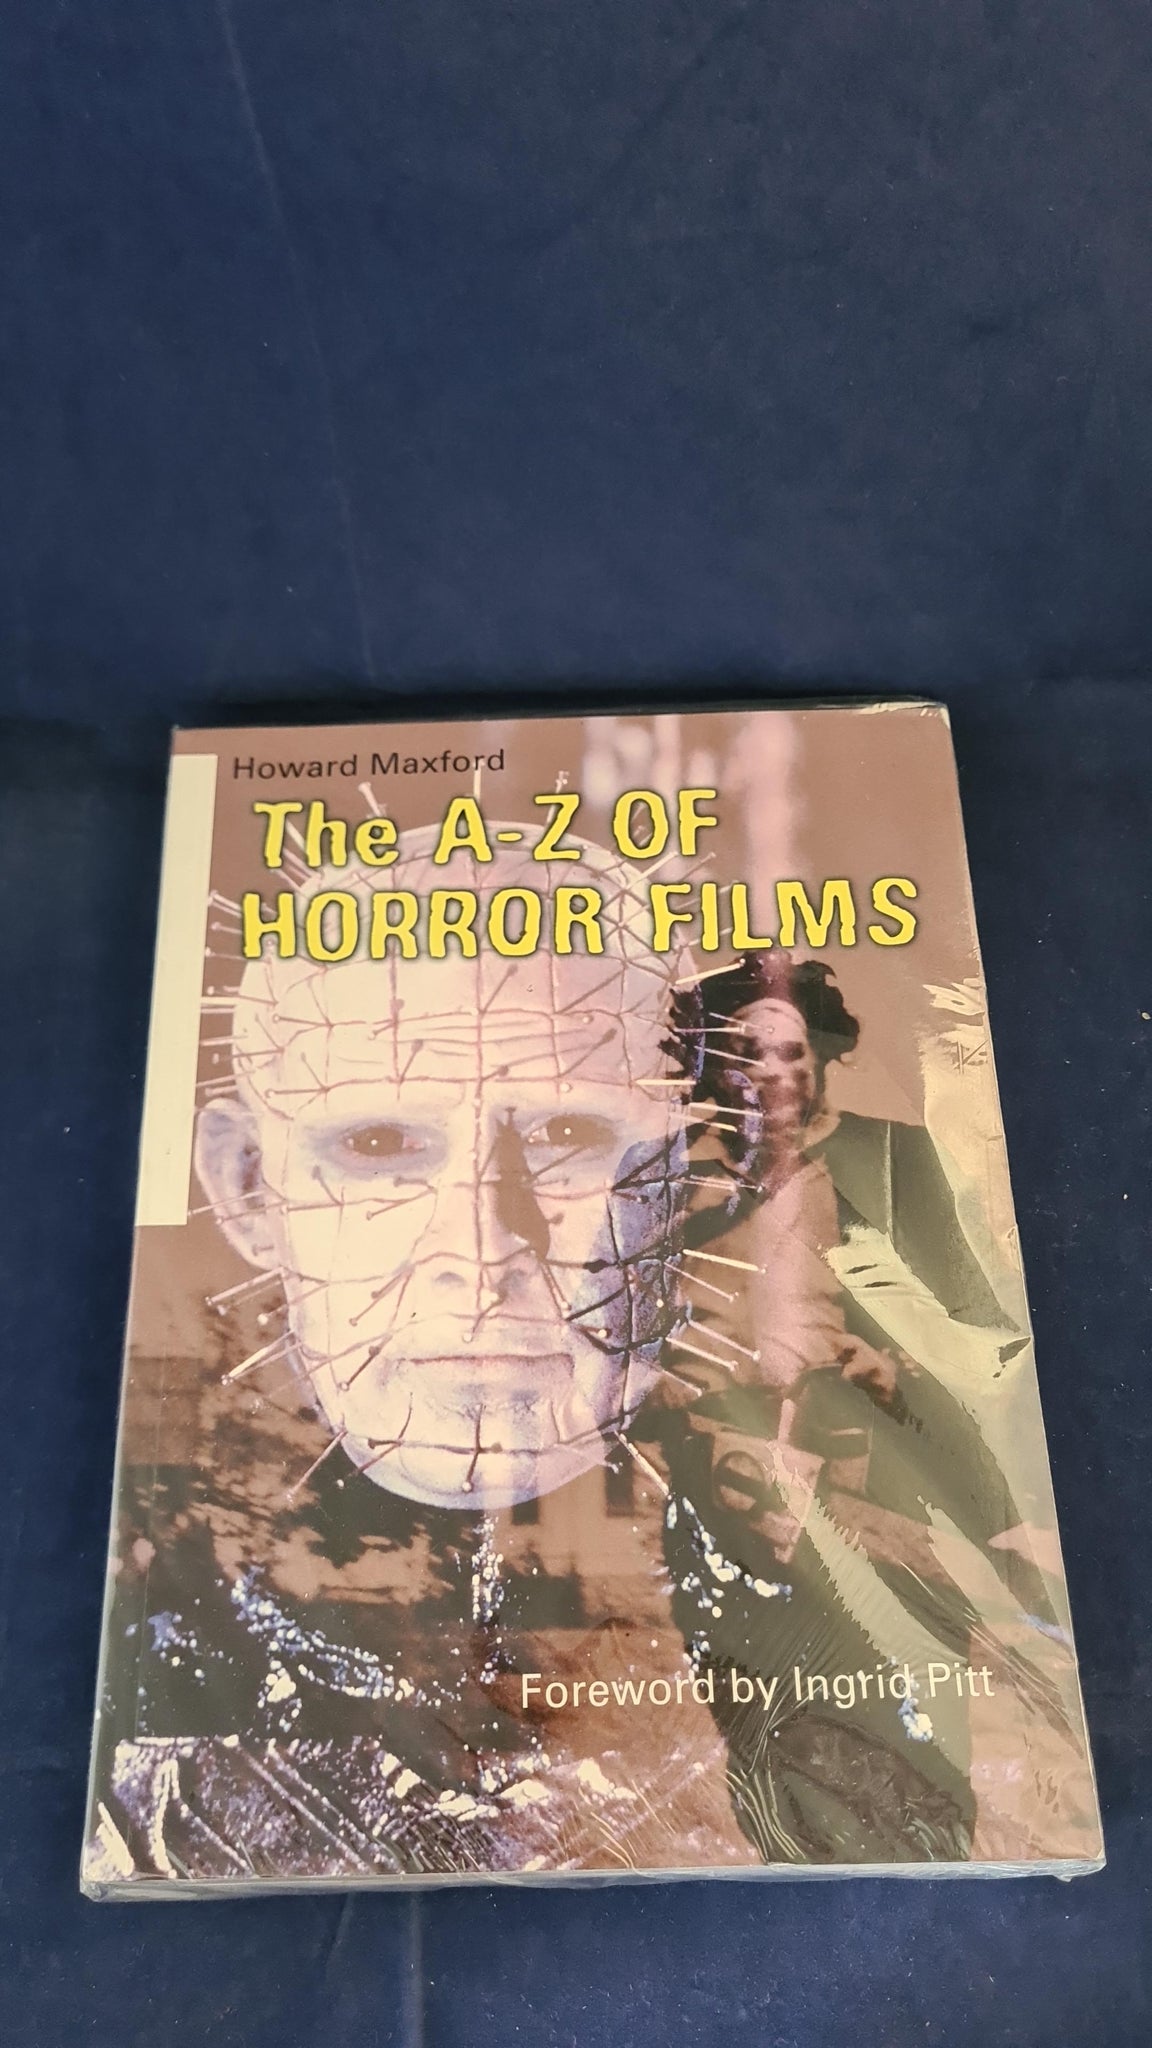 Howard Maxford
The A-Z OF
HORROR FILMS
Foreword by Ingrid Pitt